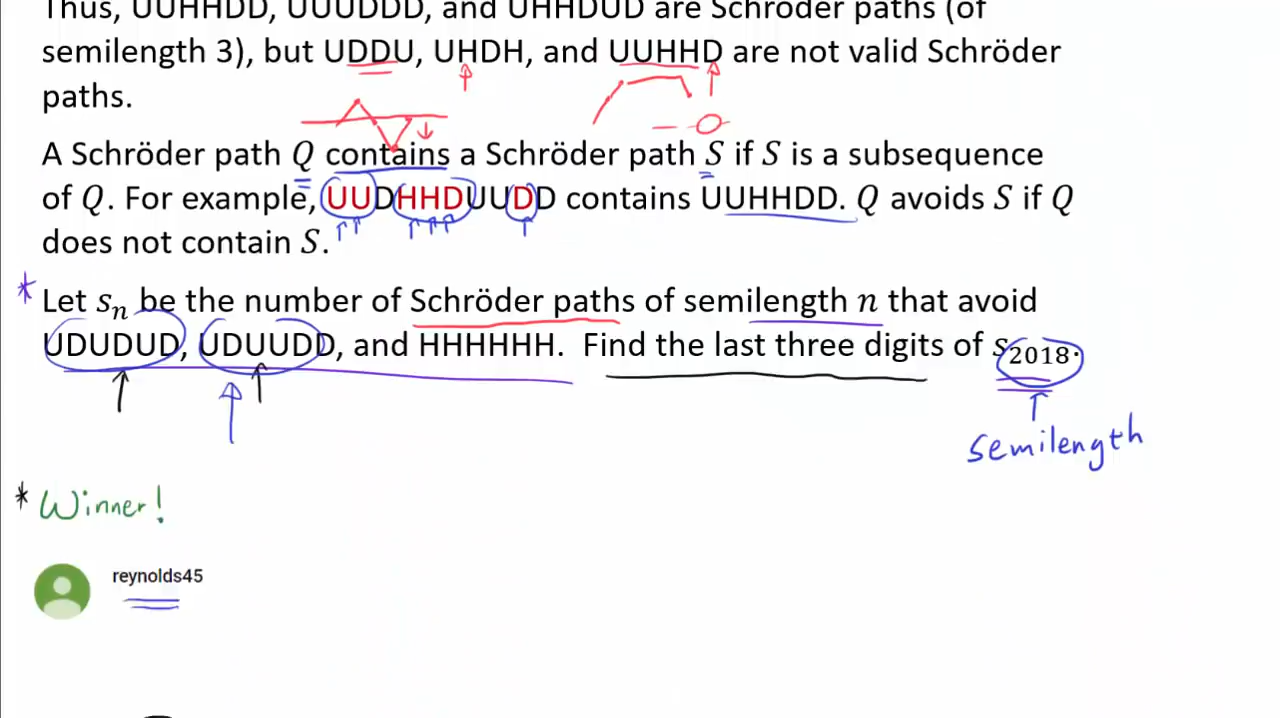 Thus, UUHHDD, UUUDDD, and UHHDUD are Schröder paths (of
semilength 3), but UDDU, UHDH, and UUHHD are not valid Schröder
paths.
A Schröder path Q contains a Schröder path S if S is a subsequence
of Q. For example, UUDHHDUUDD contains UUHHDD. Q avoids S if Q
does not contain S.
* Let sₙ be the number of Schröder paths of semilength n that avoid
UDUDUD, UDUUDD, and HHHHHH. Find the last three digits of s₂₀₁₈.
semilength
* Winner!
reynolds45